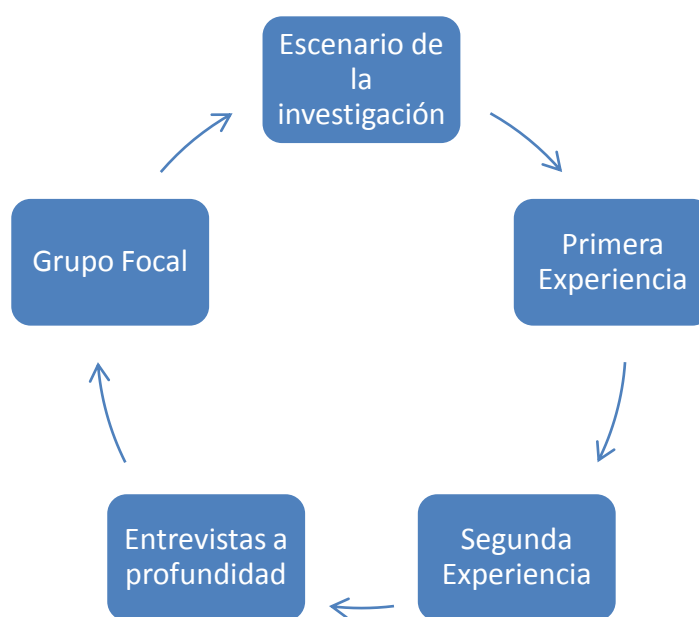 Escenario de
la
investigación
Primera
Experiencia
Segunda
Experiencia
Entrevistas a
profundidad
Grupo Focal